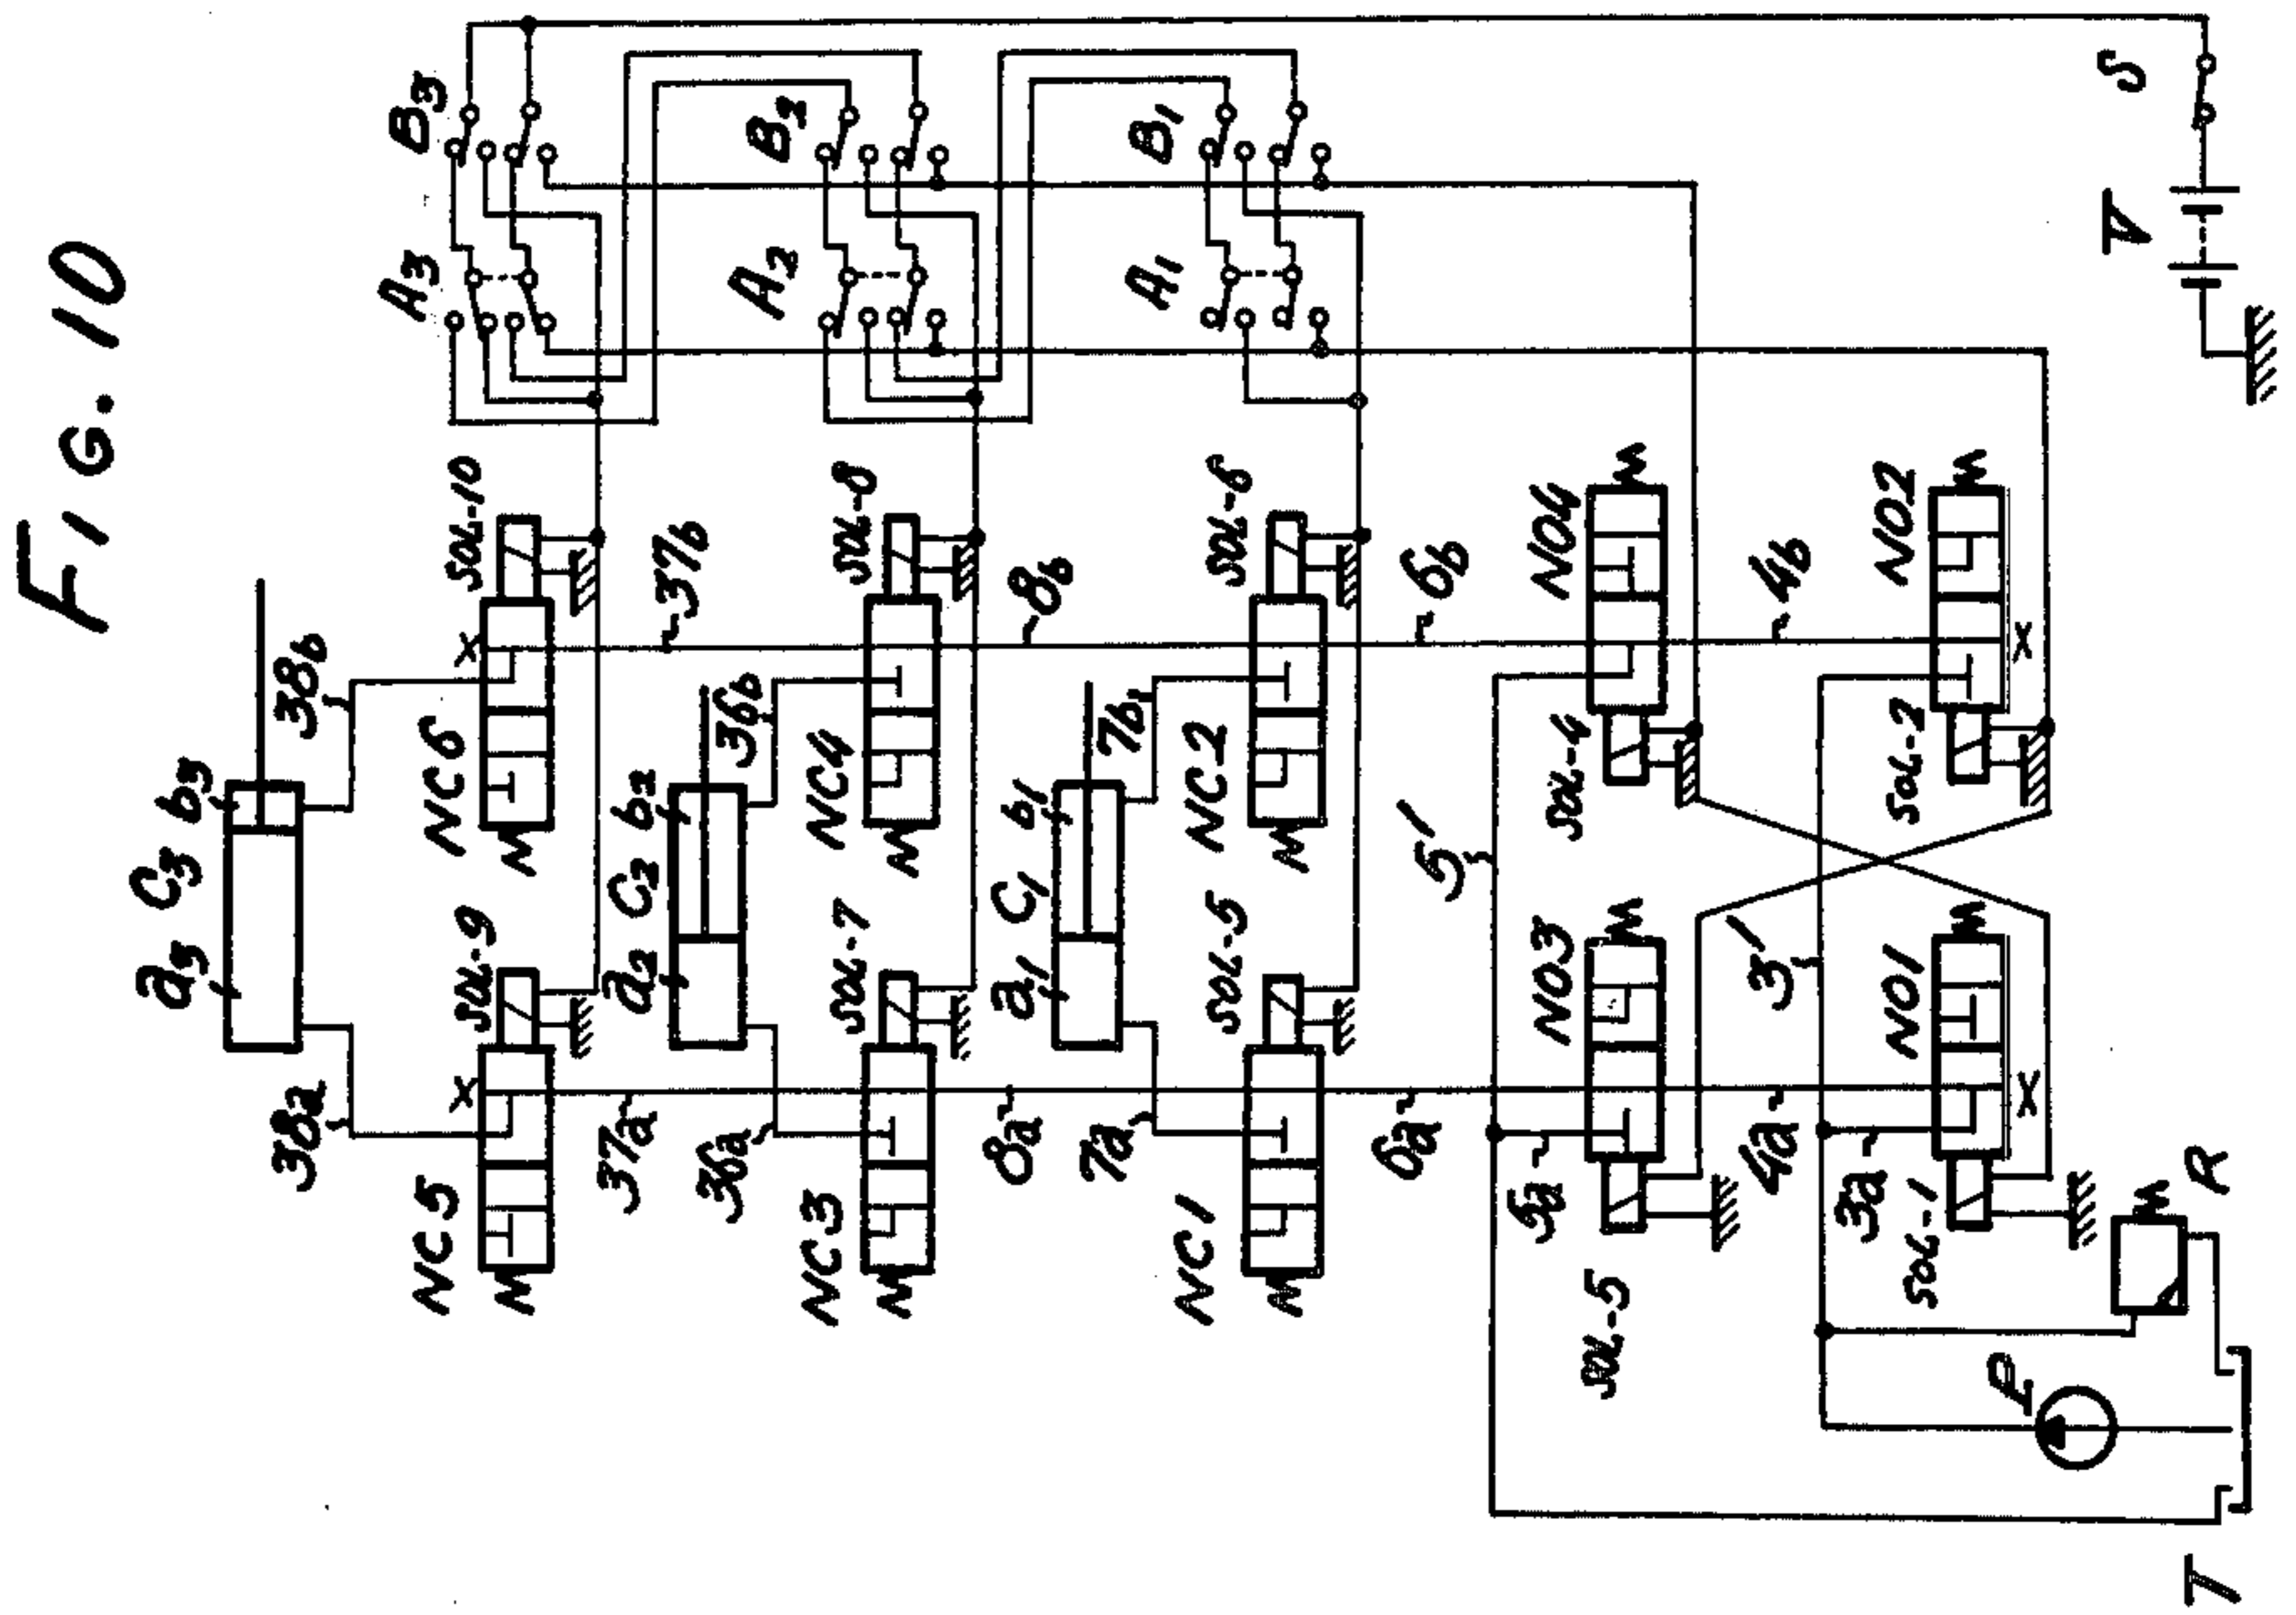 FIG. 10
A3 B3
A2 B2
A1 B1
S
V
a3 C3 b3
38a
38b
NC5
SOL-9
NC6
SOL-10
37a
37b
a2 C2 b2
36a
36b
NC3
SOL-7
NC4
SOL-8
8a
8b
a1 C1 b1
7a
7b
NC1
SOL-5
NC2
SOL-6
6a
6b
5'
5a
SOL-5
NO3
SOL-4
NO4
4a
4b
3'
3a
SOL-1
NO1
SOL-2
NO2
X
X
X
X
R
P
T